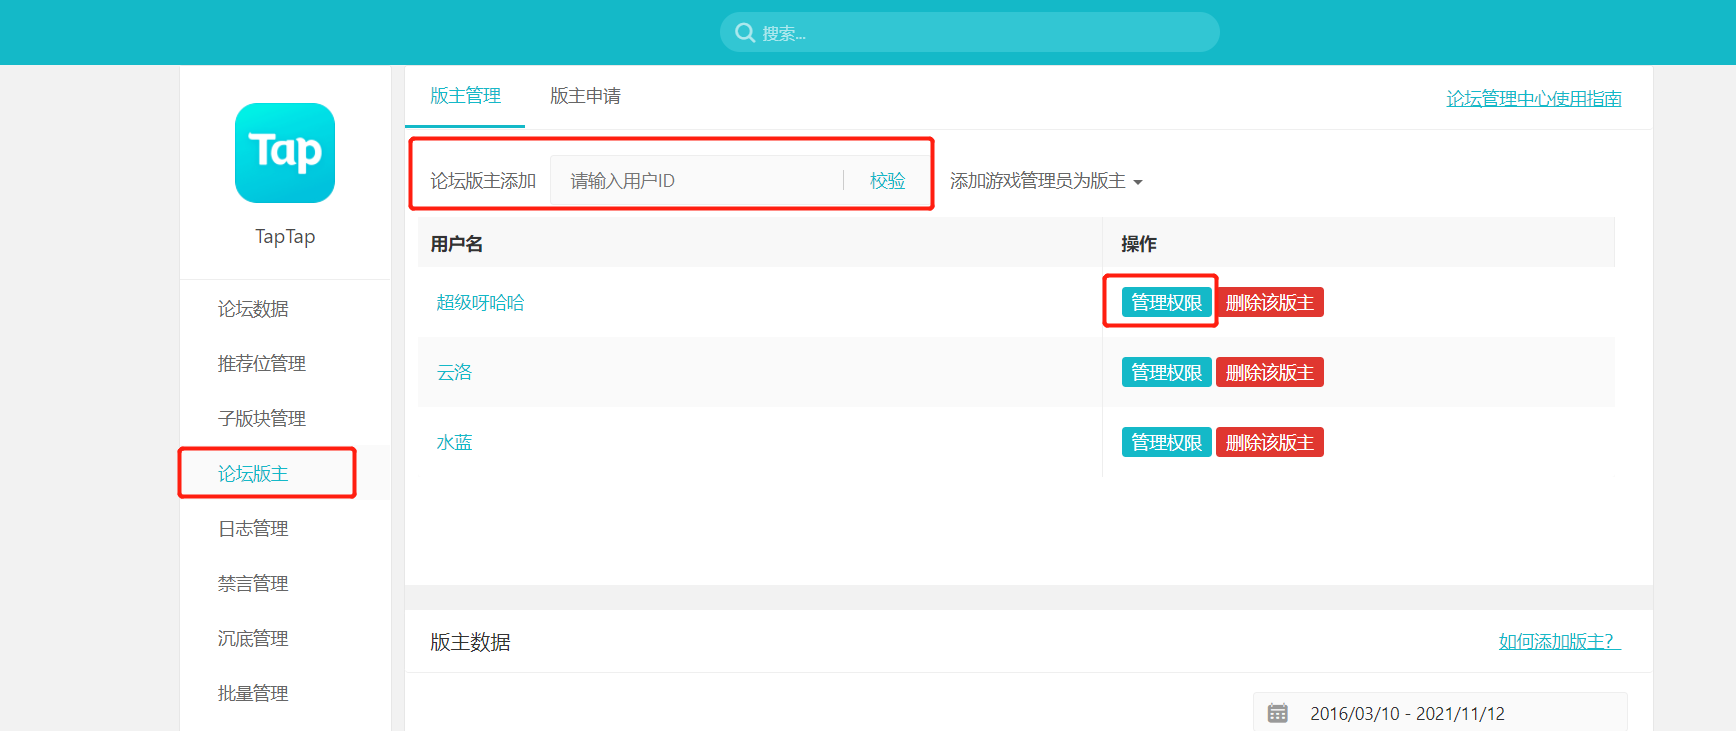 搜索...
Tap
TapTap
论坛数据
推荐位管理
子版块管理
论坛版主
日志管理
禁言管理
沉底管理
批量管理
版主管理 版主申请 论坛管理中心使用指南
论坛版主添加 请输入用户ID 校验 添加游戏管理员为版主
用户名 操作
超级呀哈哈 管理权限 删除该版主
云洛 管理权限 删除该版主
水蓝 管理权限 删除该版主
版主数据 如何添加版主？
2016/03/10 - 2021/11/12